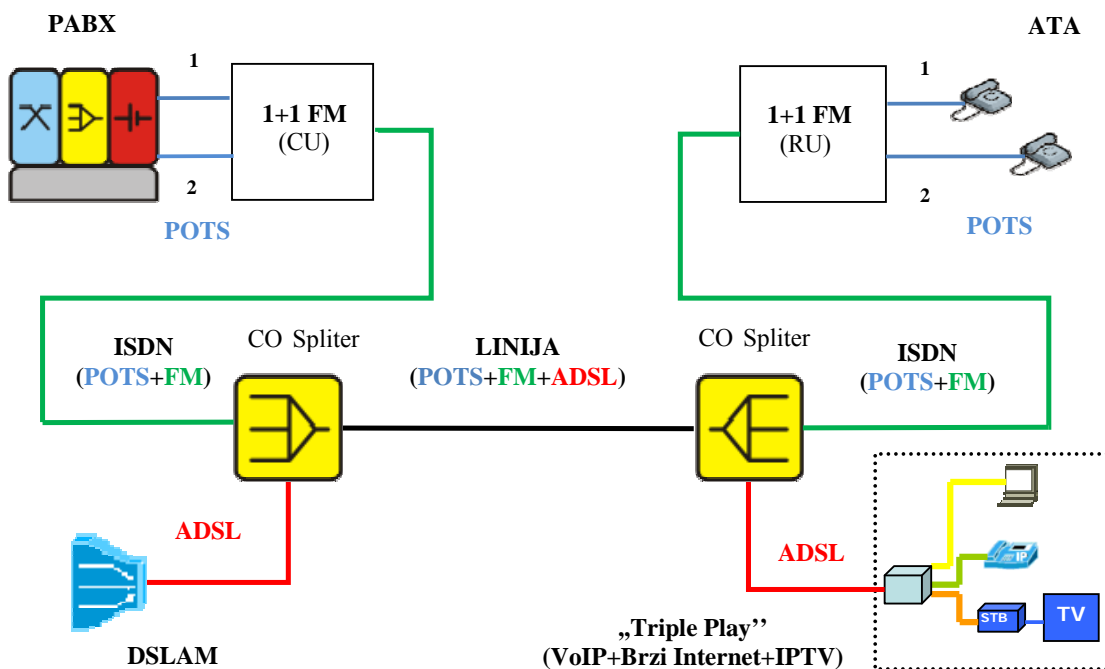 PABX
ATA
1
1+1 FM
(CU)
2
POTS
1
1+1 FM
(RU)
2
POTS
ISDN
(POTS+FM)
CO Spliter
LINIJA
(POTS+FM+ADSL)
CO Spliter
ISDN
(POTS+FM)
ADSL
ADSL
IP
STB
TV
DSLAM
„Triple Play’’
(VoIP+Brzi Internet+IPTV)